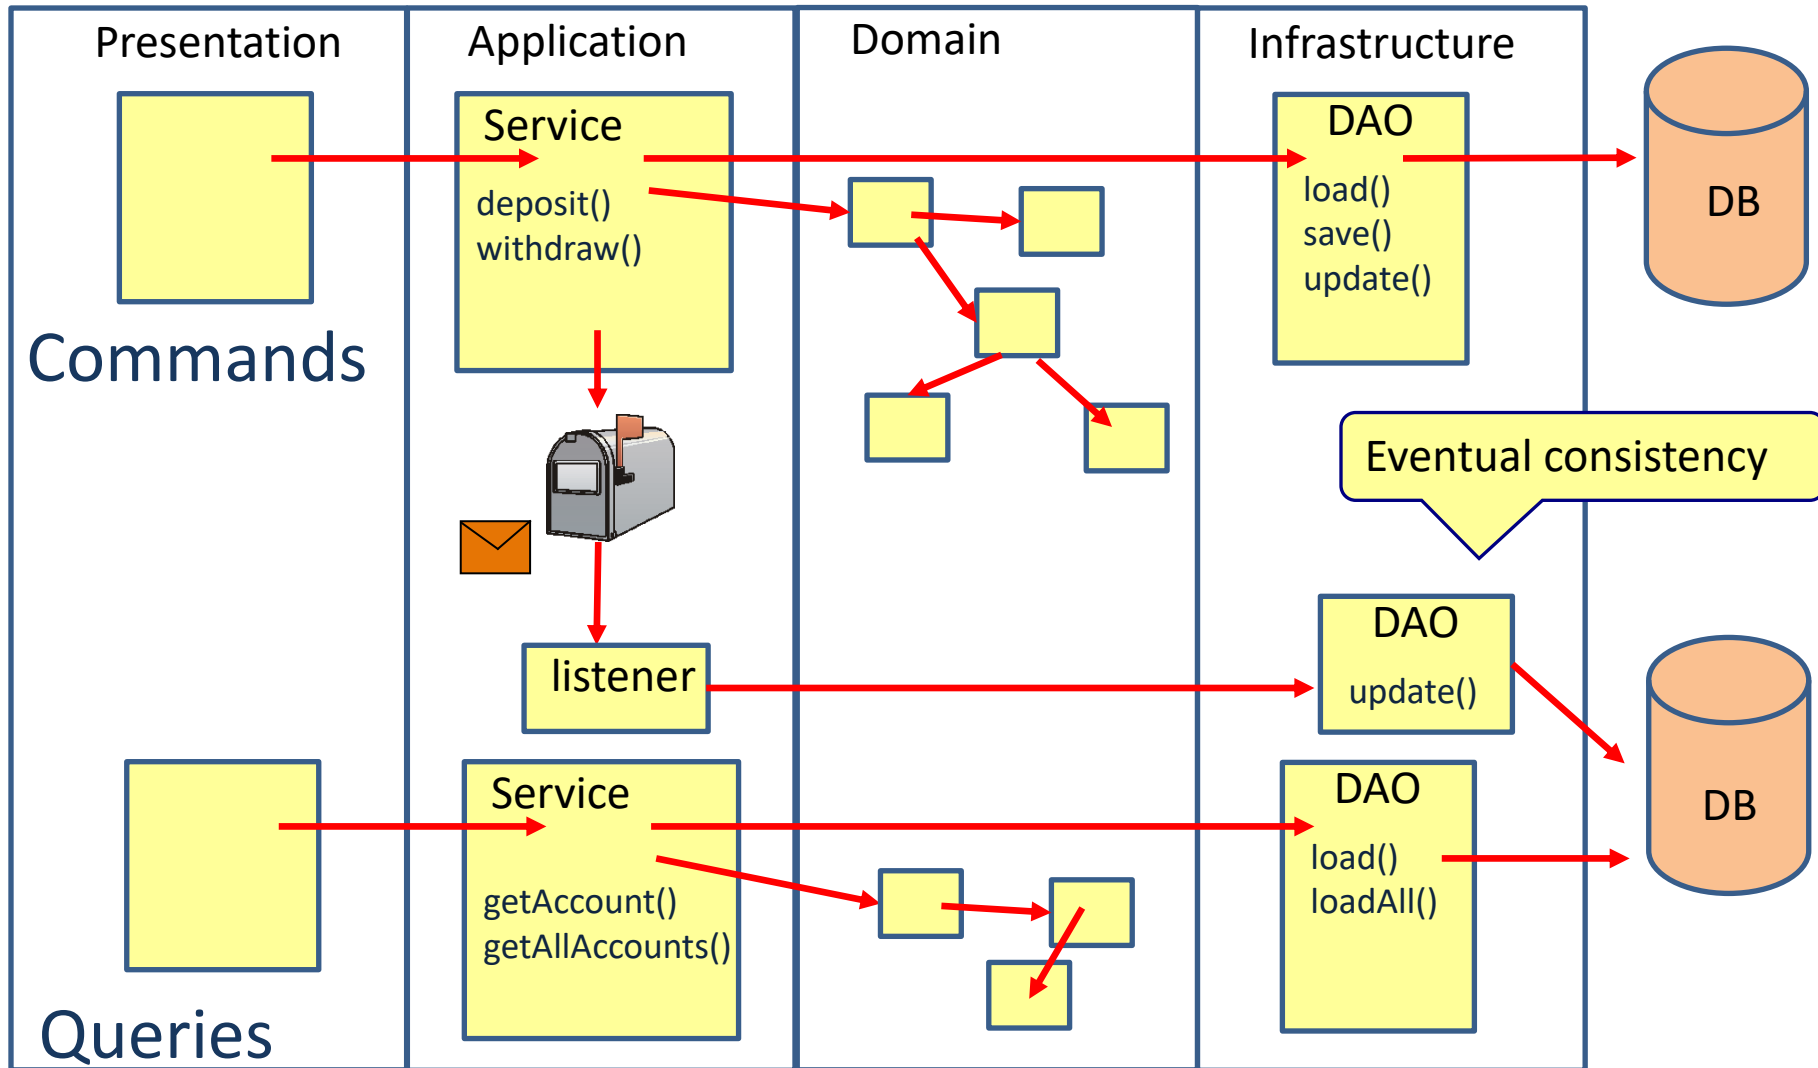 Presentation
Application
Domain
Infrastructure
Service
deposit()
withdraw()
DAO
load()
save()
update()
DB
Commands
Eventual consistency
listener
DAO
update()
Service
getAccount()
getAllAccounts()
DAO
load()
loadAll()
DB
Queries